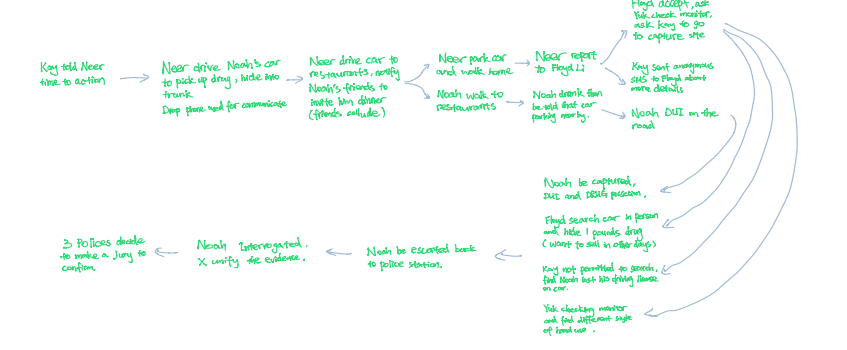 Floyd accept, ask
Yuk check monitor,
ask Kay to go
to capture site
Kay told Neer
time to action
Neer drive Noah's car
to pick up drug, hide into
trunk
Drop phone used for communicate
Neer drive car to
restaurants, notify
Noah's friends to
invite him dinner
(friends collude.)
Neer park car
and walk home
Noah walk to
restaurants
Neer report
to Floyd Li
Noah drunk then
be told that car
parking nearby.
Kay sent anonymous
SMS to Floyd about
more details
Noah DUI on the
road
Noah be captured,
DUI and DRUG possession.
Floyd search car in person
and hide 1 pounds drug
(Want to sell in other days)
Kay not permitted to search,
find Noah lost his driving license
on car.
Yuk checking monitor
and find different style
of hand use.
Noah be escorted back
to police station.
Noah interrogated.
X unify the evidence.
3 Polices decide
to make a Jury to
confirm.